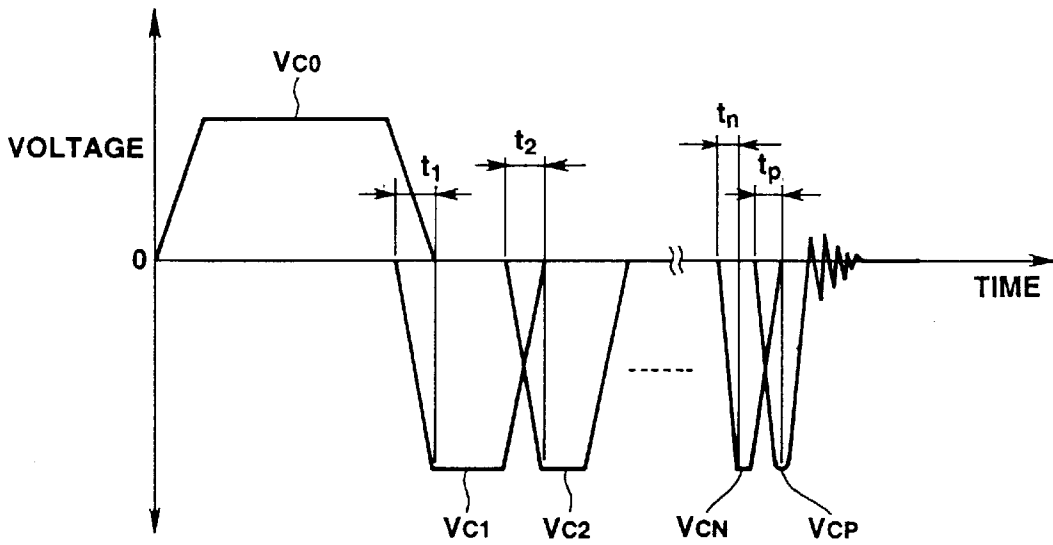 VC0
VOLTAGE
t1
t2
tn
tp
0
TIME
VC1
VC2
VCN
VCP